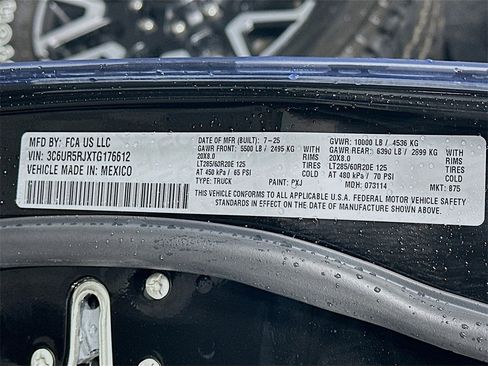 MFD BY: FCA US LLC
VIN: 3C6UR5RJXTG176612
VEHICLE MADE IN: MEXICO
DATE OF MFR (BUILT): 7-25 GVWR: 10000 LB / 4536 KG
GAWR FRONT: 5500 LB / 2495 KG GAWR REAR: 6390 LB / 2699 KG
20X8.0 RIMS 20X8.0 RIMS
LT285/60R20E 125 TIRES LT285/60R20E 125 TIRES
AT 450 kPa / 65 PSI COLD AT 480 kPa / 70 PSI COLD
TYPE: TRUCK PAINT: PXJ MDH: 073114 MKT: 875
THIS VEHICLE CONFORMS TO ALL APPLICABLE U.S.A. FEDERAL MOTOR VEHICLE SAFETY
STANDARDS IN EFFECT ON THE DATE OF MANUFACTURE SHOWN ABOVE.